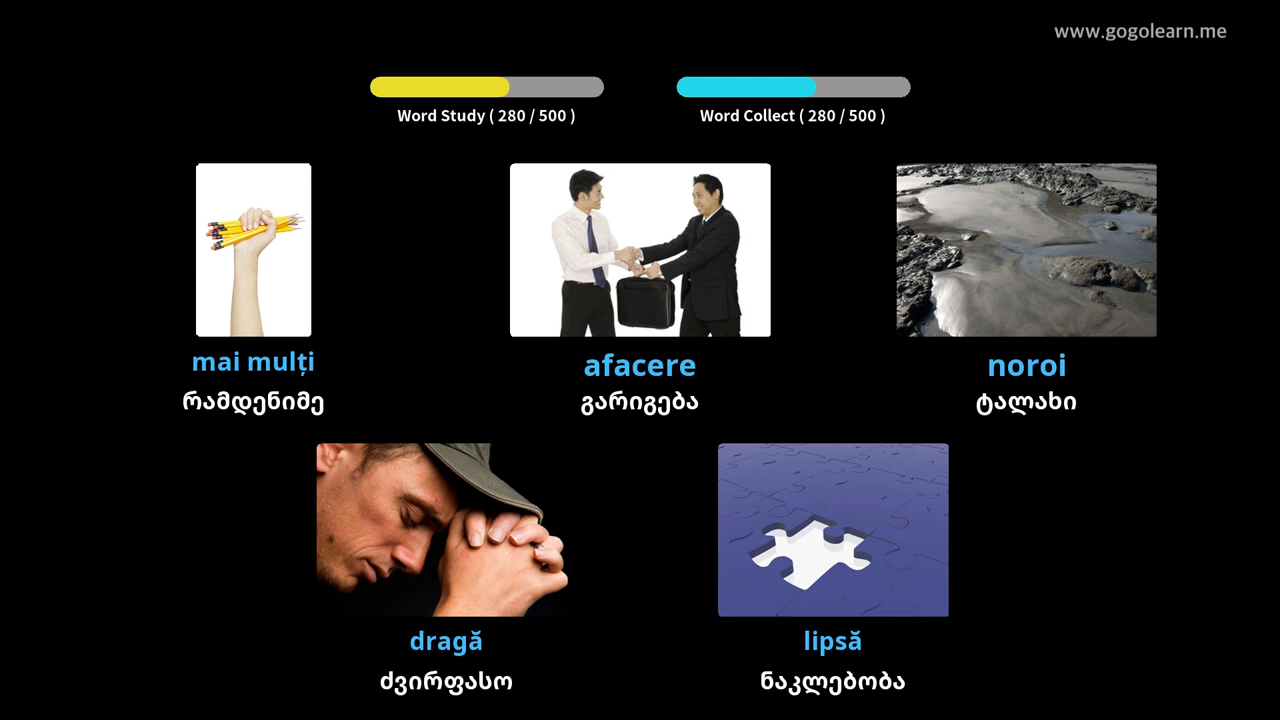 www.gogolearn.me
Word Study ( 280 / 500 )
Word Collect ( 280 / 500 )
mai mulți
afacere
noroi
რამდენიმე
გარიგება
ტალახი
dragă
lipsă
ძვირფასო
ნაკლებობა